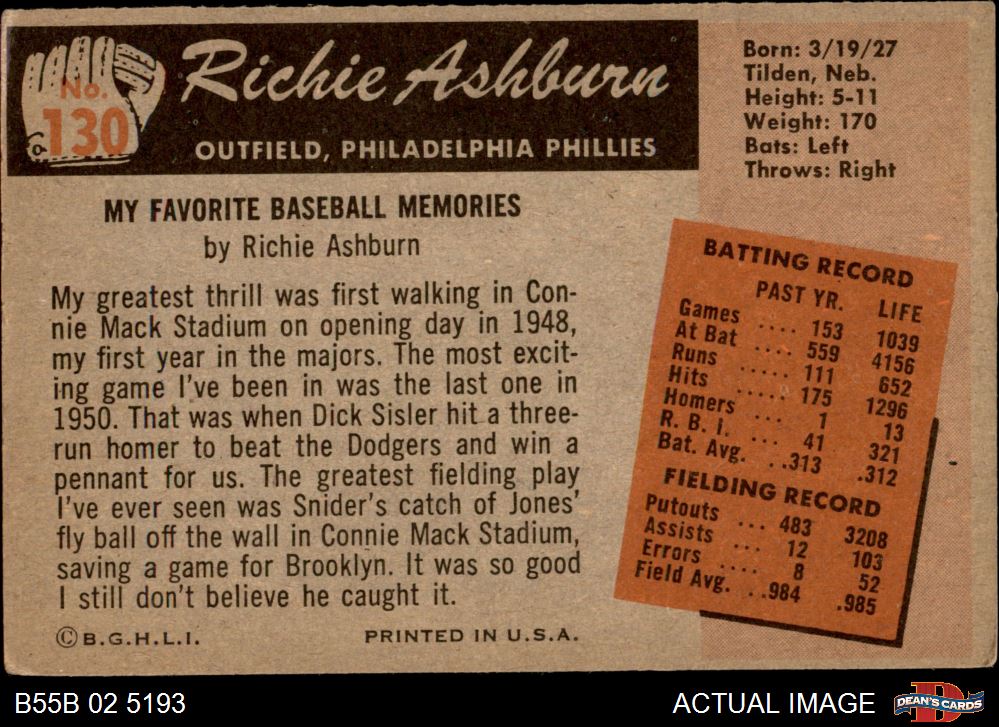 No.
130
Richie Ashburn
OUTFIELD, PHILADELPHIA PHILLIES
Born: 3/19/27
Tilden, Neb.
Height: 5-11
Weight: 170
Bats: Left
Throws: Right
MY FAVORITE BASEBALL MEMORIES
by Richie Ashburn
My greatest thrill was first walking in Con-
nie Mack Stadium on opening day in 1948,
my first year in the majors. The most excit-
ing game I've been in was the last one in
1950. That was when Dick Sisler hit a three-
run homer to beat the Dodgers and win a
pennant for us. The greatest fielding play
I've ever seen was Snider's catch of Jones'
fly ball off the wall in Connie Mack Stadium,
saving a game for Brooklyn. It was so good
I still don't believe he caught it.
© B.G.H.L.I. PRINTED IN U.S.A.
BATTING RECORD
PAST YR. LIFE
Games .... 153 1039
At Bat .... 559 4156
Runs ..... 111 652
Hits ..... 175 1296
Homers ... 1 13
R. B. I. ... 41 321
Bat. Avg. . .313 .312
FIELDING RECORD
Putouts ... 483 3208
Assists ... 12 103
Errors .... 8 52
Field Avg. . .984 .985
B55B 02 5193 ACTUAL IMAGE DEAN'S CARDS